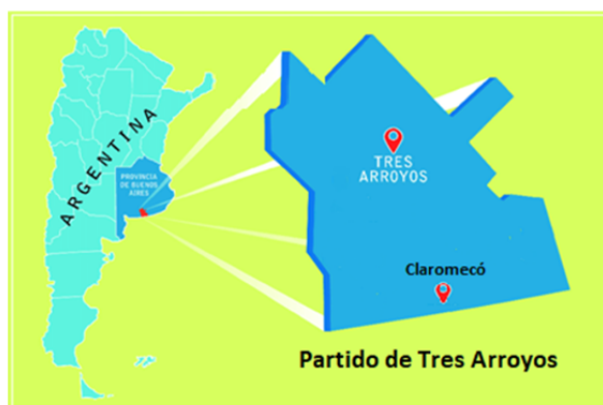 ARGENTINA
PROVINCIA
DE BUENOS
AIRES
TRES
ARROYOS
Claromecó
Partido de Tres Arroyos